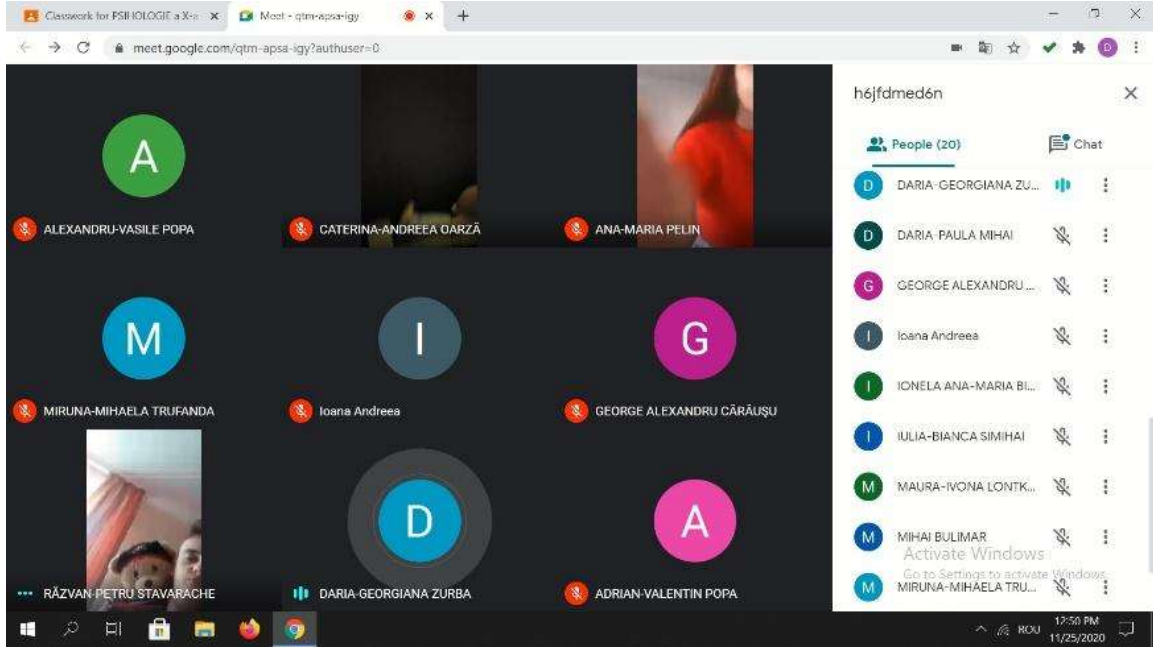 Classwork for PSIHOLOGIE a X-a
Meet - qtm-apsa-igy
meet.google.com/qtm-apsa-igy?authuser=0
D
A
ALEXANDRU-VASILE POPA
CATERINA-ANDREEA OARZĂ
ANA-MARIA PELIN
M
MIRUNA-MIHAELA TRUFANDA
I
Ioana Andreea
G
GEORGE ALEXANDRU CĂRĂUȘU
RĂZVAN-PETRU STAVARACHE
D
DARIA-GEORGIANA ZURBA
A
ADRIAN-VALENTIN POPA
h6jfdmed6n
People (20)
Chat
D DARIA-GEORGIANA ZU...
D DARIA-PAULA MIHAI
G GEORGE ALEXANDRU ...
I Ioana Andreea
I IONELA ANA-MARIA BI...
I IULIA-BIANCA SIMIHAI
M MAURA-IVONA LONTK...
M MIHAI BULIMAR
Activate Windows
Go to Settings to activate Windows.
M MIRUNA-MIHAELA TRU...
ROU
12:50 PM
11/25/2020